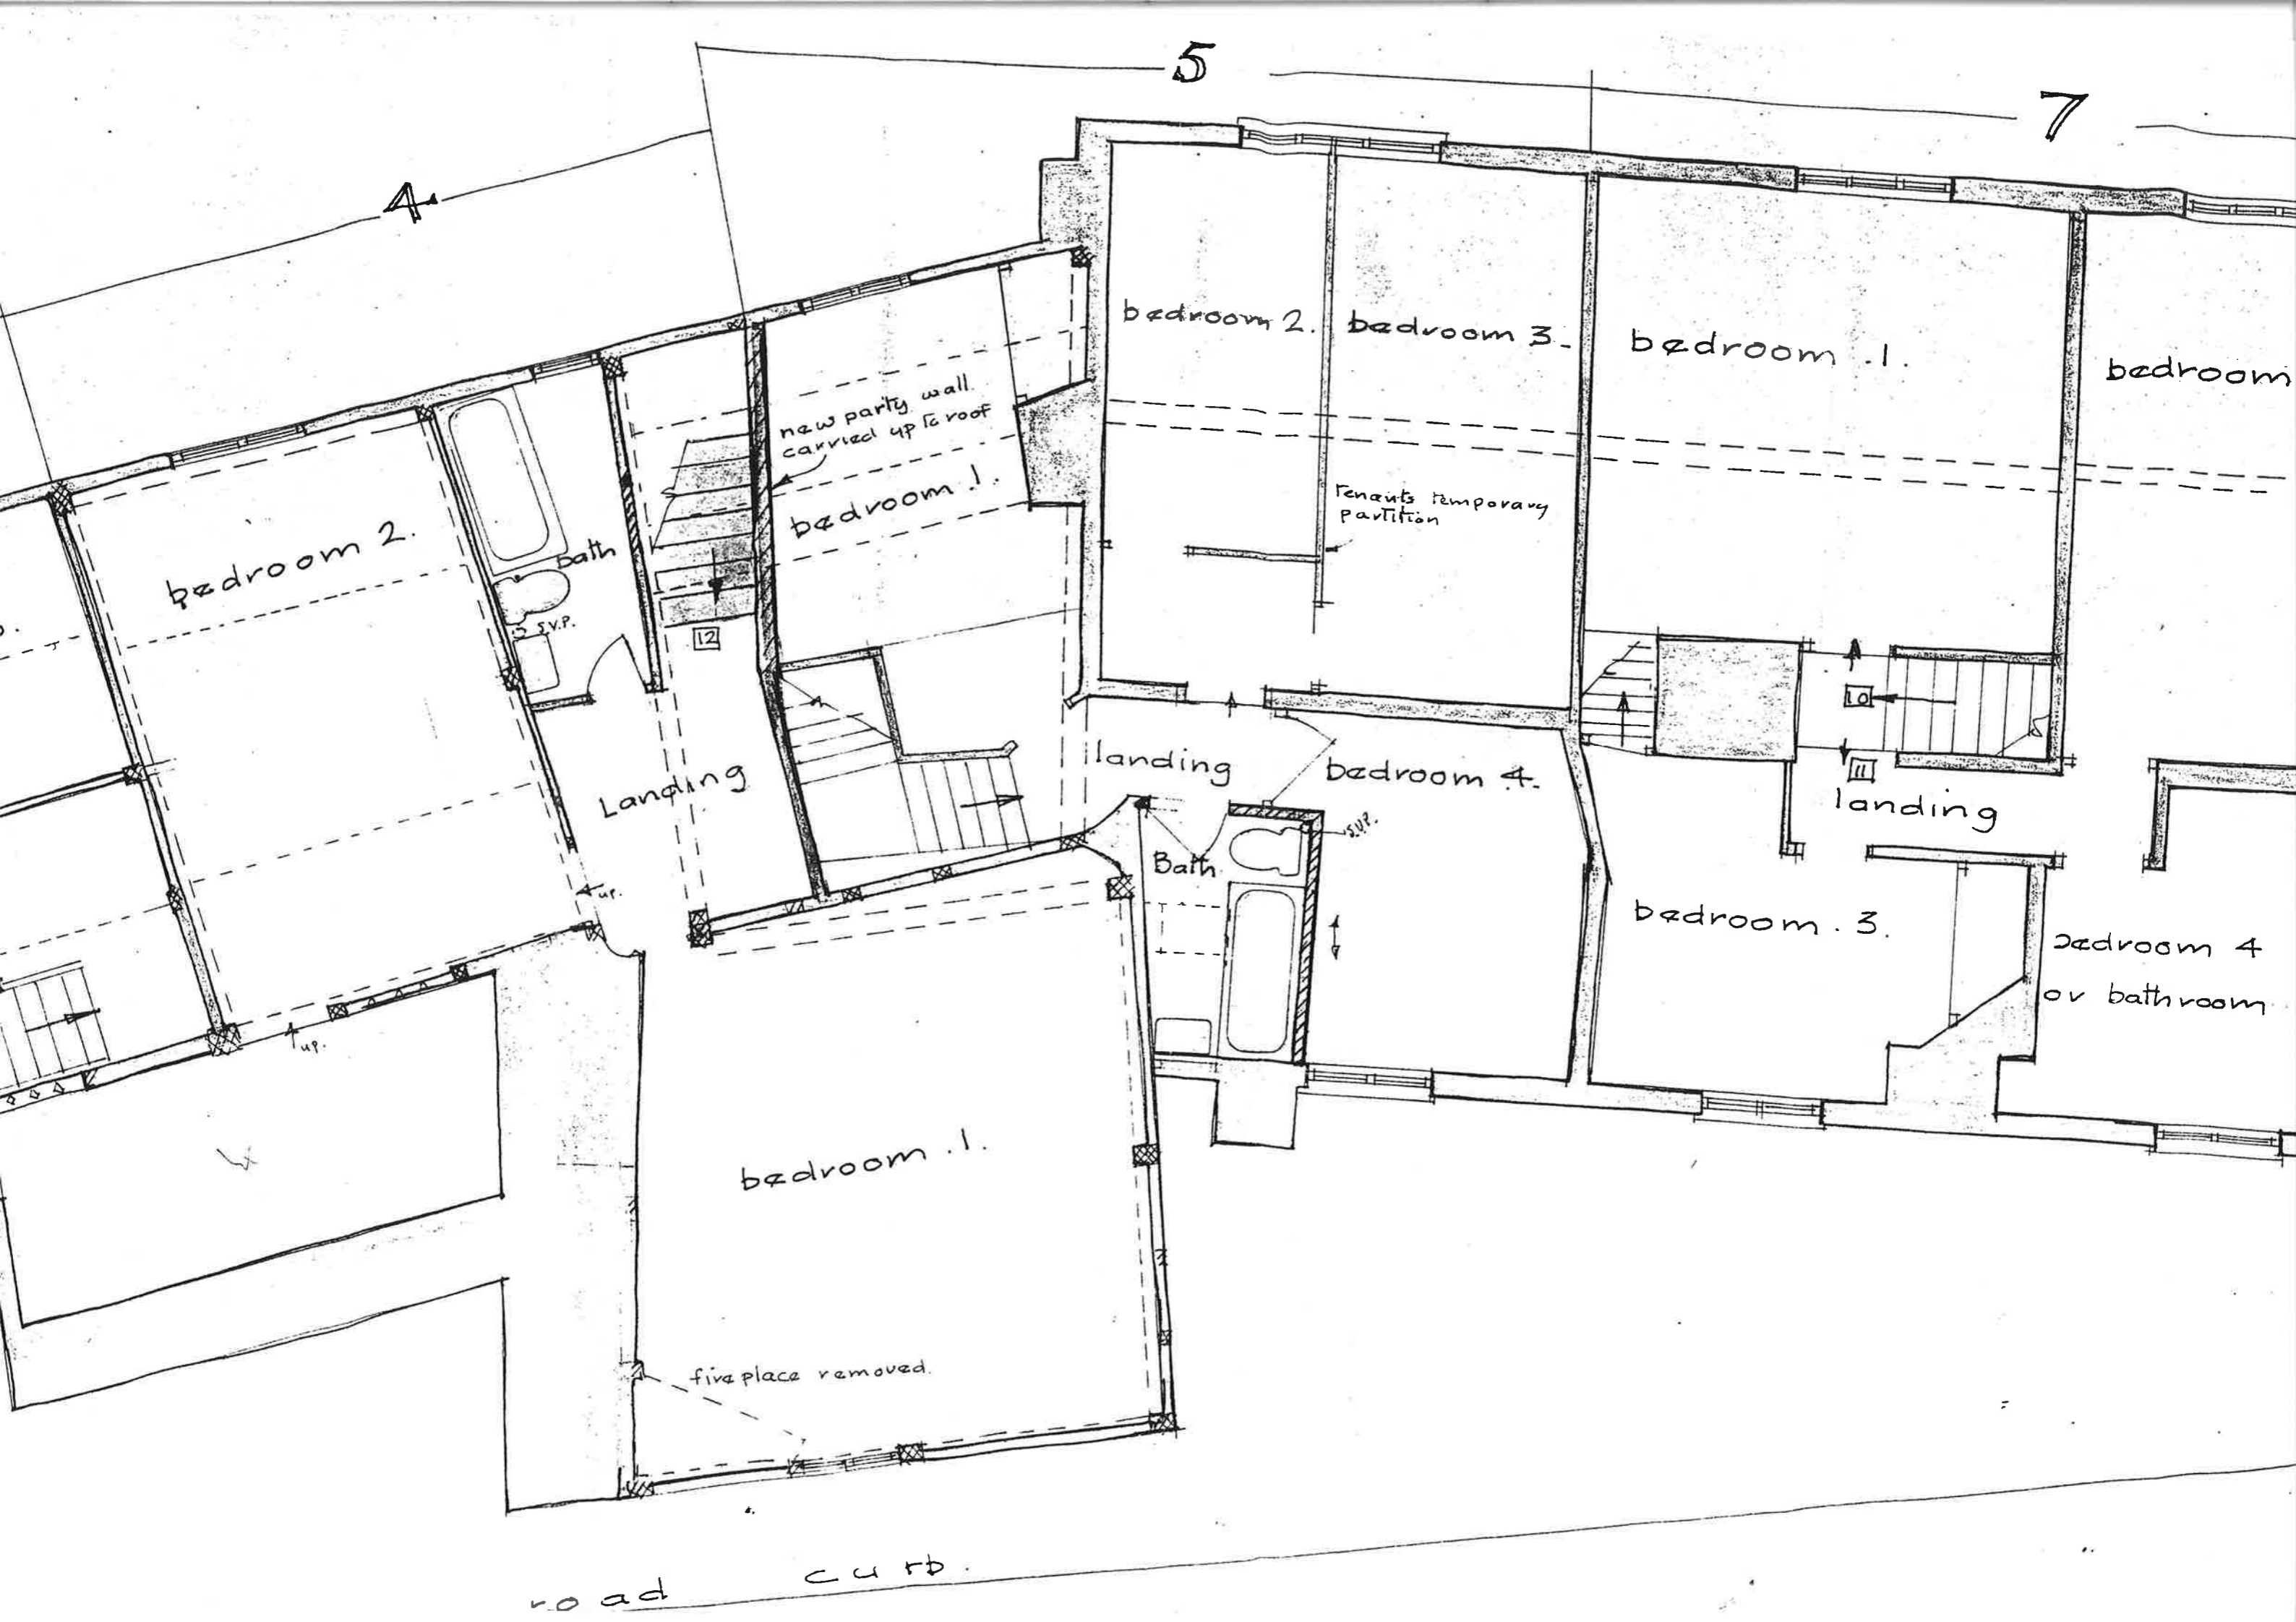 5
7
4
bedroom 2.
bedroom 3.
bedroom .1.
bedroom
new party wall
carried up to roof
bedroom .1.
Tenants temporary
partition
bedroom 2.
bath
S.V.P.
12
10
11
landing
Landing
landing
bedroom 4.
S.V.P.
Bath
up.
up.
bedroom . 3.
bedroom 4
or bathroom
bedroom .1.
fireplace removed.
road curb.